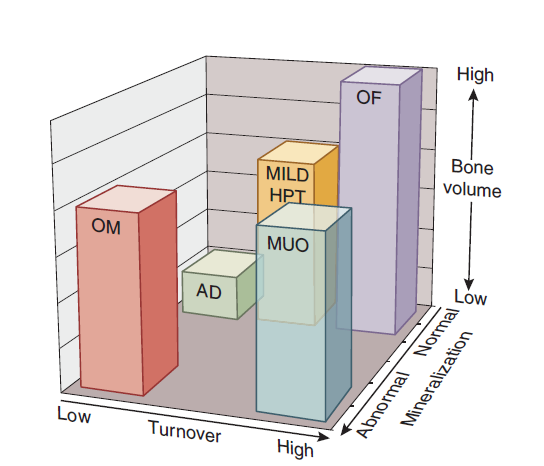 High
OF
Bone
volume
MILD
HPT
OM
MUO
AD
Low
Normal
Abnormal
Mineralization
Low
Turnover
High